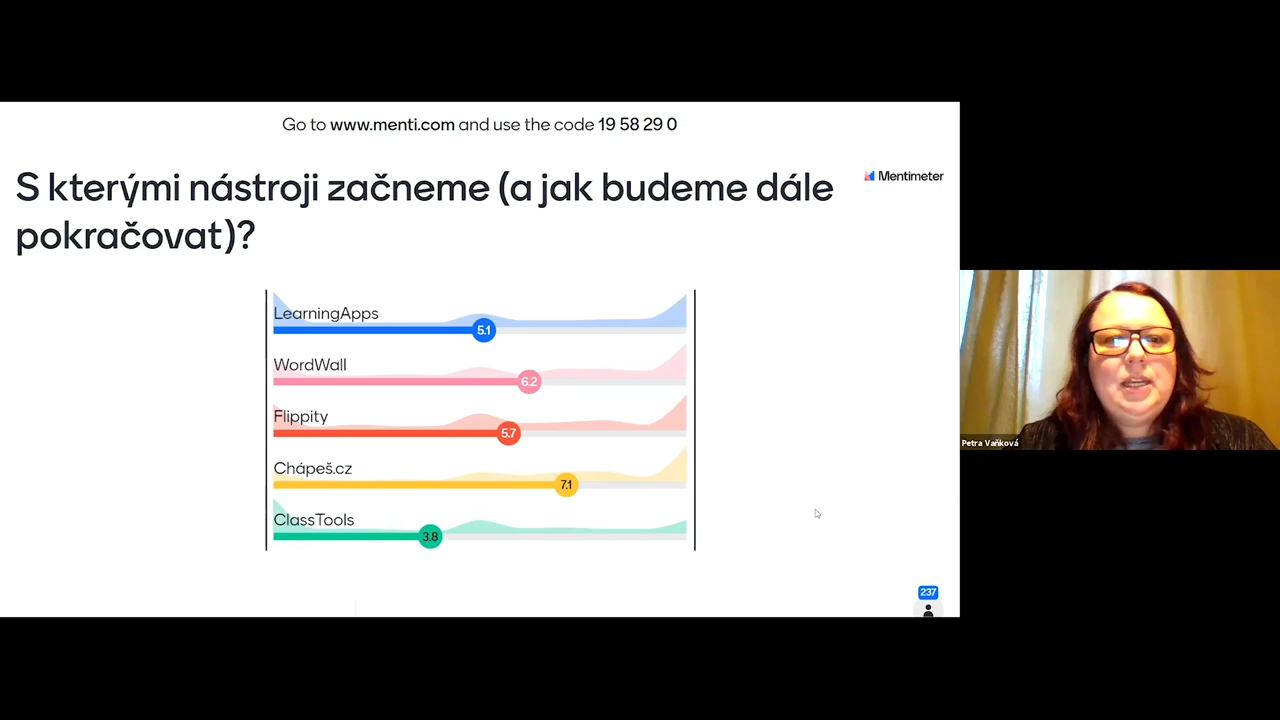 Go to www.menti.com and use the code 19 58 29 0
S kterými nástroji začneme (a jak budeme dále
pokračovat)?
Mentimeter
LearningApps
5.1
WordWall
6.2
Flippity
5.7
Chápeš.cz
7.1
ClassTools
3.8
237
Petra Vaňková